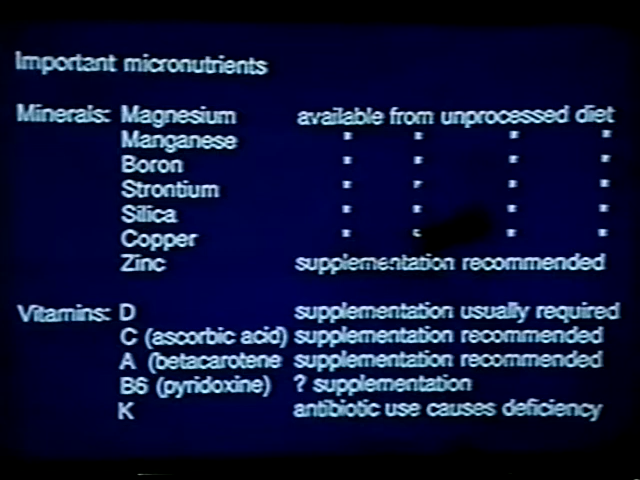 Important micronutrients
Minerals: Magnesium available from unprocessed diet
Manganese " " " "
Boron " " " "
Strontium " " " "
Silica " " " "
Copper " " " "
Zinc supplementation recommended
Vitamins: D supplementation usually required
C (ascorbic acid) supplementation recommended
A (betacarotene supplementation recommended
B6 (pyridoxine) ? supplementation
K antibiotic use causes deficiency